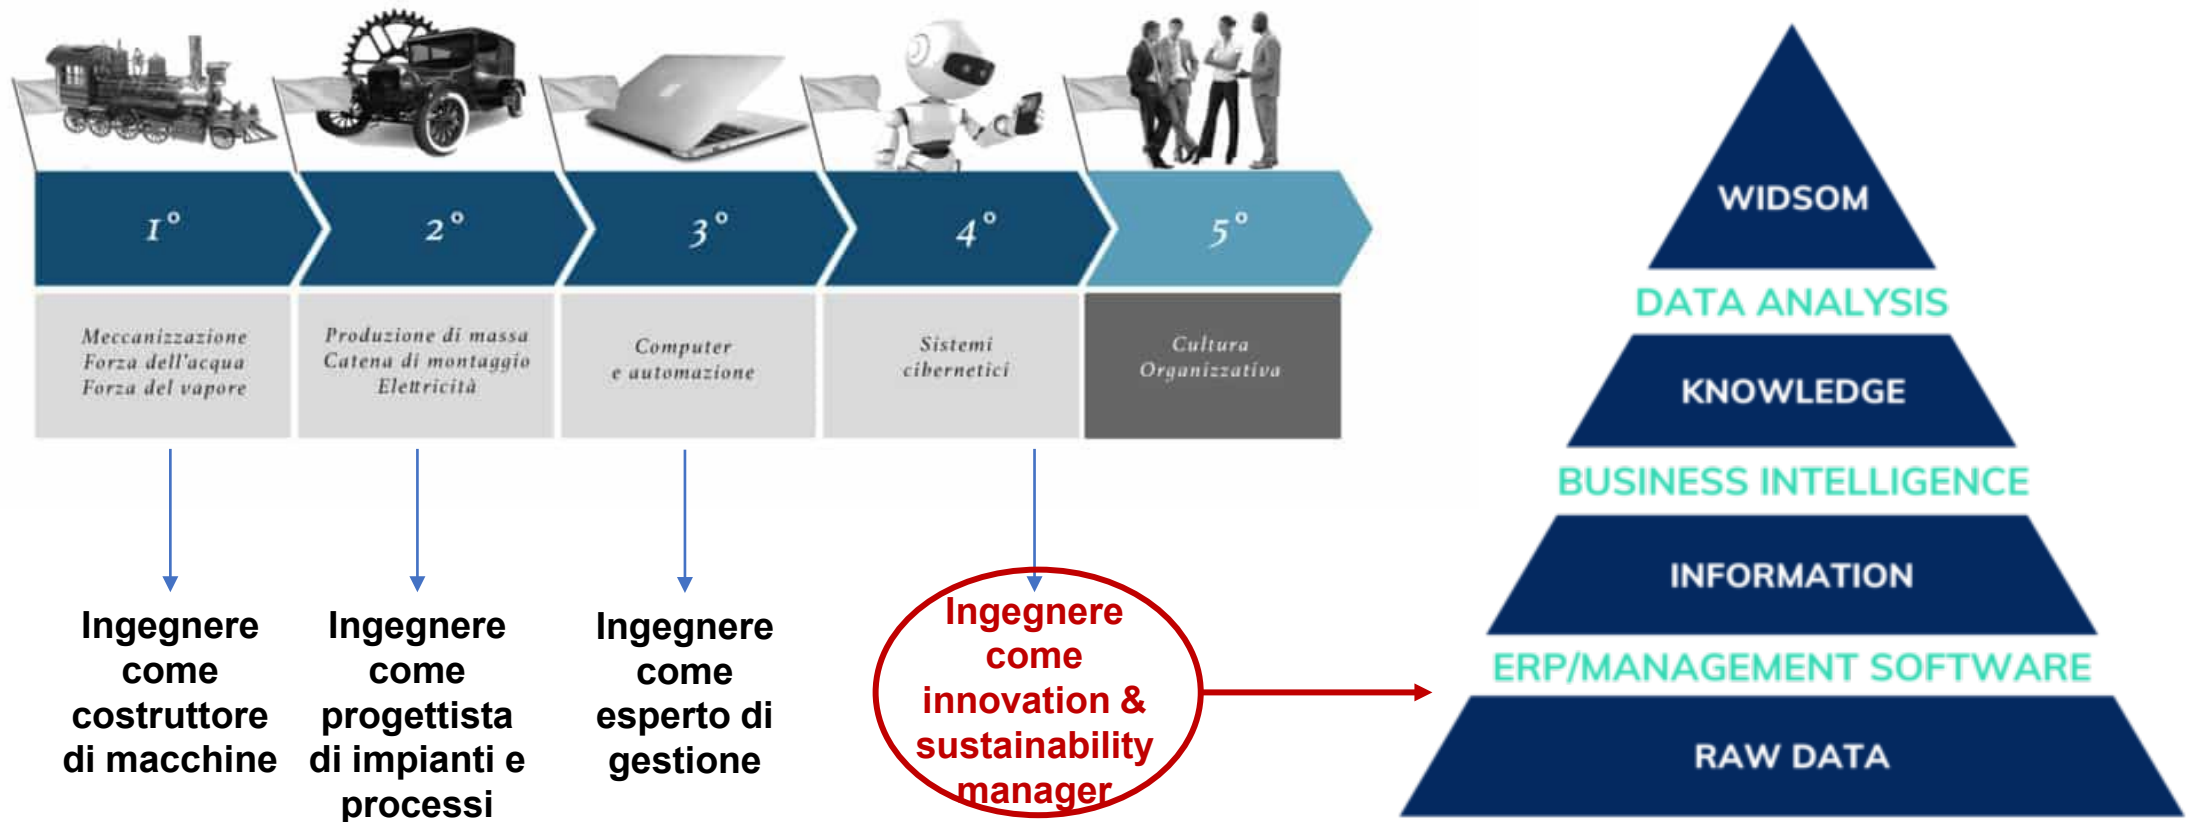 1°
2°
3°
4°
5°
Meccanizzazione
Forza dell'acqua
Forza del vapore
Produzione di massa
Catena di montaggio
Elettricità
Computer
e automazione
Sistemi
cibernetici
Cultura
Organizzativa
Ingegnere
come
costruttore
di macchine
Ingegnere
come
progettista
di impianti e
processi
Ingegnere
come
esperto di
gestione
Ingegnere
come
innovation &
sustainability
manager
WIDSOM
DATA ANALYSIS
KNOWLEDGE
BUSINESS INTELLIGENCE
INFORMATION
ERP/MANAGEMENT SOFTWARE
RAW DATA